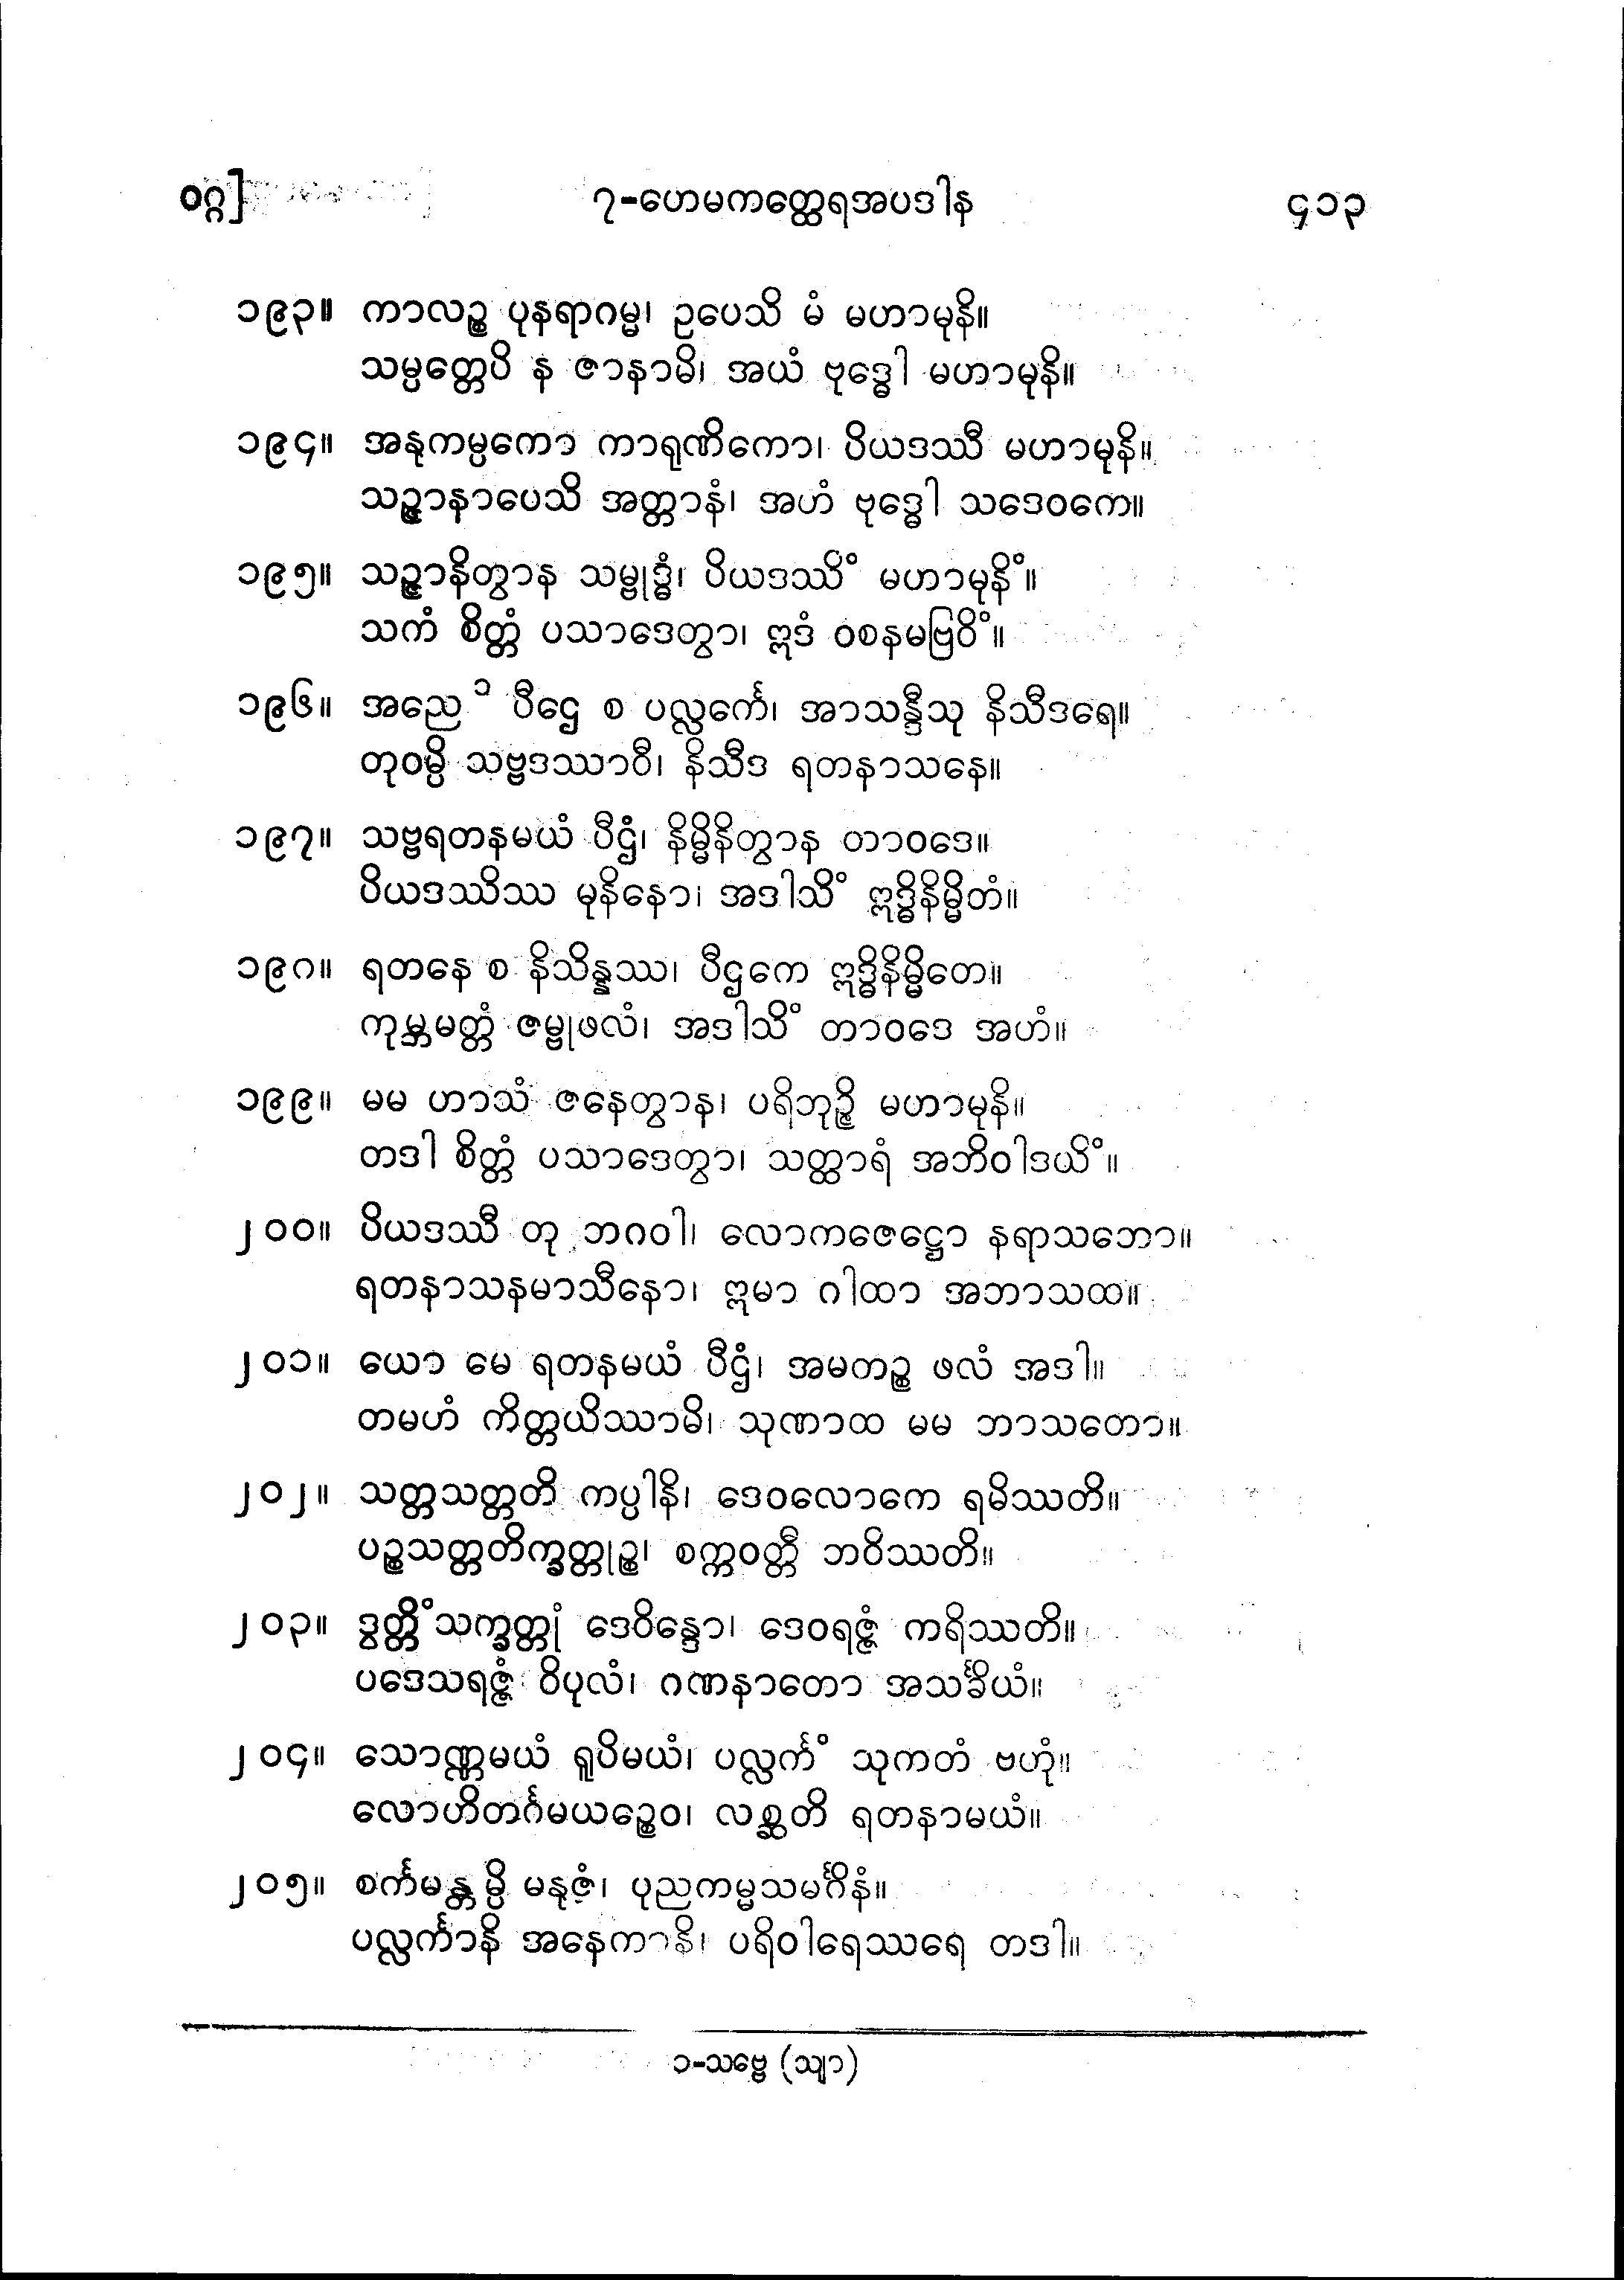 ဝဂ္ဂ] ၇-ဟေမကတ္ထေရအပဒါန ၄၁၃
၁၉၃။ ကာလဉ္စ ပုနရာဂမ္မ၊ ဥပေသိ မံ မဟာမုနိ။
သမ္ပတ္တေပိ န ဇာနာမိ၊ အယံ ဗုဒ္ဓေါ မဟာမုနိ။
၁၉၄။ အနုကမ္ပကော ကာရုဏိကော၊ ပိယဒဿီ မဟာမုနိ။
သဉ္ဇာနာပေသိ အတ္တာနံ၊ အဟံ ဗုဒ္ဓေါ သဒေဝကေ။
၁၉၅။ သဉ္ဇာနိတွာန သမ္ဗုဒ္ဓံ၊ ပိယဒဿိံ မဟာမုနိံ။
သကံ စိတ္တံ ပသာဒေတွာ၊ ဣဒံ ဝစနမဗြဝိံ။
၁၉၆။ အညေ ၁ ပီဌေ စ ပလ္လင်္ကေ၊ အာသန္ဒီသု နိသီဒရေ။
တုဝမ္ပိ သဗ္ဗဒဿာဝီ၊ နိသီဒ ရတနာသနေ။
၁၉၇။ သဗ္ဗရတနမယံ ပီဌံ၊ နိမ္မိနိတွာန တာဝဒေ။
ပိယဒဿိဿ မုနိနော၊ အဒါသိံ ဣဒ္ဓိနိမ္မိတံ။
၁၉၈။ ရတနေ စ နိသိန္နဿ၊ ပီဌကေ ဣဒ္ဓိနိမ္မိတေ။
ကုမ္ဘမတ္တံ ဇမ္ဗုဖလံ၊ အဒါသိံ တာဝဒေ အဟံ။
၁၉၉။ မမ ဟာသံ ဇနေတွာန၊ ပရိဘုဉ္ဇိ မဟာမုနိ။
တဒါ စိတ္တံ ပသာဒေတွာ၊ သတ္ထာရံ အဘိဝါဒယိံ။
၂၀၀။ ပိယဒဿီ တု ဘဂဝါ၊ လောကဇေဋ္ဌော နရာသဘော။
ရတနာသနမာသီနော၊ ဣမာ ဂါထာ အဘာသထ။
၂၀၁။ ယော မေ ရတနမယံ ပီဌံ၊ အမတဉ္စ ဖလံ အဒါ။
တမဟံ ကိတ္တယိဿာမိ၊ သုဏာထ မမ ဘာသတော။
၂၀၂။ သတ္တသတ္တတိ ကပ္ပါနိ၊ ဒေဝလောကေ ရမိဿတိ။
ပဉ္စသတ္တတိက္ခတ္တုဉ္စ၊ စက္ကဝတ္တီ ဘဝိဿတိ။
၂၀၃။ ဒွတ္တိံသက္ခတ္တုံ ဒေဝိန္ဒော၊ ဒေဝရဇ္ဇံ ကရိဿတိ။
ပဒေသရဇ္ဇံ ဝိပုလံ၊ ဂဏနာတော အသင်္ခိယံ။
၂၀၄။ သောဏ္ဏမယံ ရူပိမယံ၊ ပလ္လင်္ကံ သုကတံ ဗဟုံ။
လောဟိတင်္ဂမယဉ္စေဝ၊ လစ္ဆတိ ရတနာမယံ။
၂၀၅။ စင်္ကမန္တမ္ပိ မနုဇံ၊ ပုညကမ္မသမင်္ဂိနံ။
ပလ္လင်္ကာနိ အနေကာနိ၊ ပရိဝါရေဿရေ တဒါ။
၁-သဗ္ဗေ (သျာ)